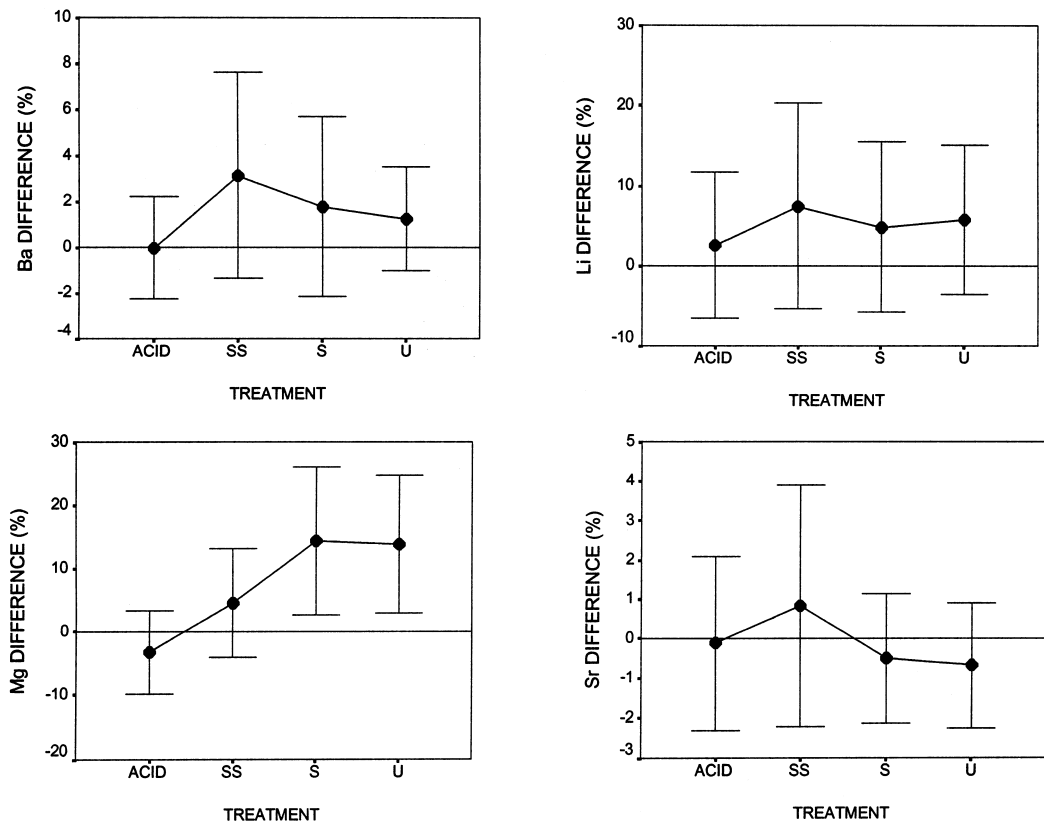 Ba DIFFERENCE (%)
10
8
6
4
2
0
-2
-4
ACID SS S U
TREATMENT
Li DIFFERENCE (%)
30
20
10
0
-10
ACID SS S U
TREATMENT
Mg DIFFERENCE (%)
30
20
10
0
-10
-20
ACID SS S U
TREATMENT
Sr DIFFERENCE (%)
5
4
3
2
1
0
-1
-2
-3
ACID SS S U
TREATMENT